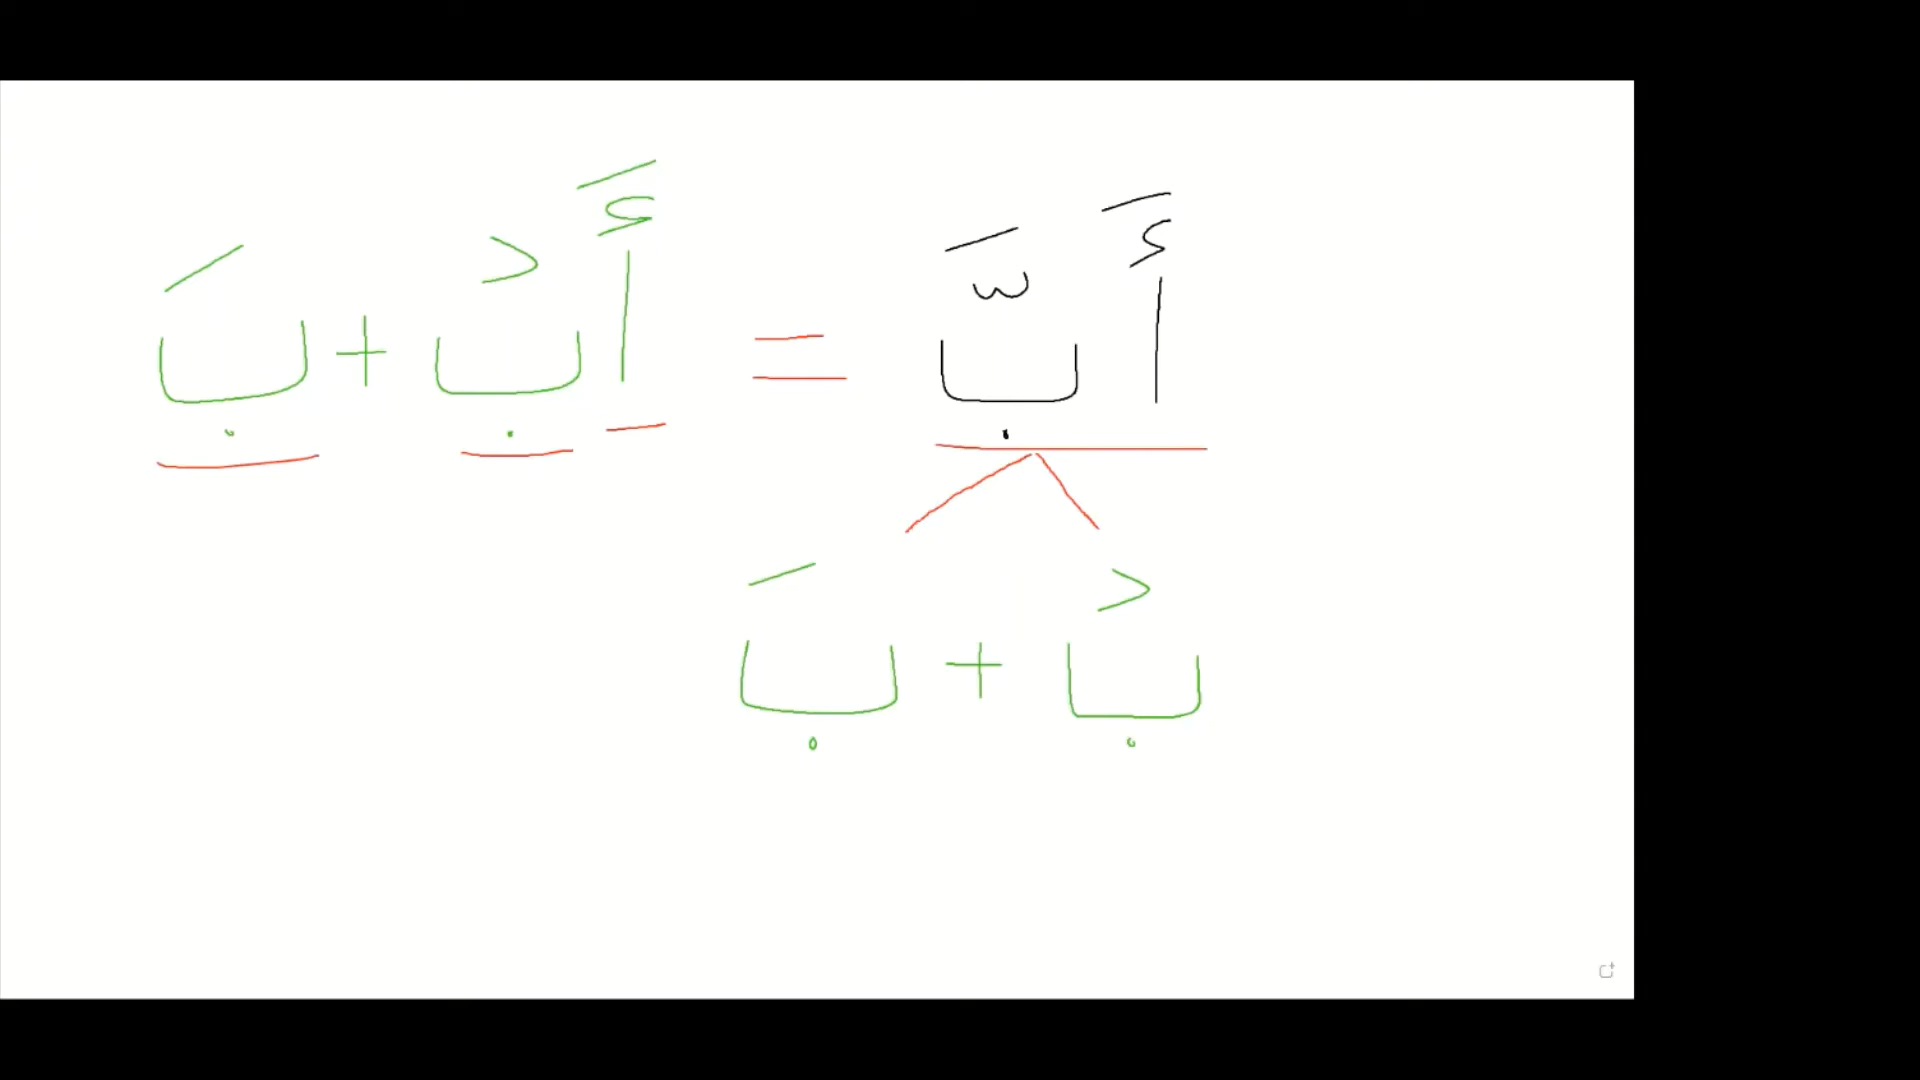 أَبَّ = أَبْ + بَ
بْ + بَ